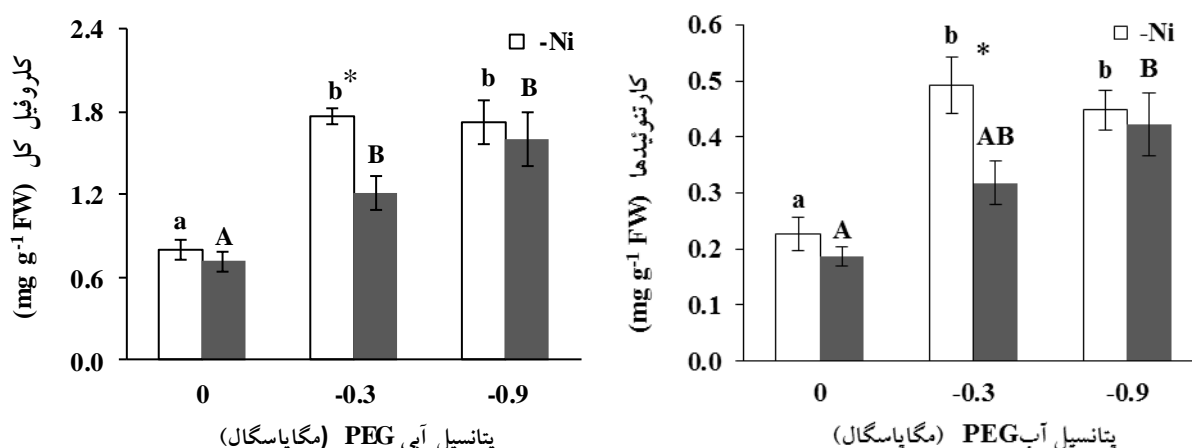 کلروفیل کل (mg g-1 FW)
2.4
1.8
1.2
0.6
0.0
-Ni
a
A
b*
B
b
B
0
-0.3
-0.9
پتانسیل آبی PEG (مگاپاسگال)
کارتنوئیدها (mg g-1 FW)
0.6
0.5
0.4
0.3
0.2
0.1
0.0
-Ni
a
A
b
*
AB
b
B
0
-0.3
-0.9
پتانسیل آب PEG (مگاپاسگال)